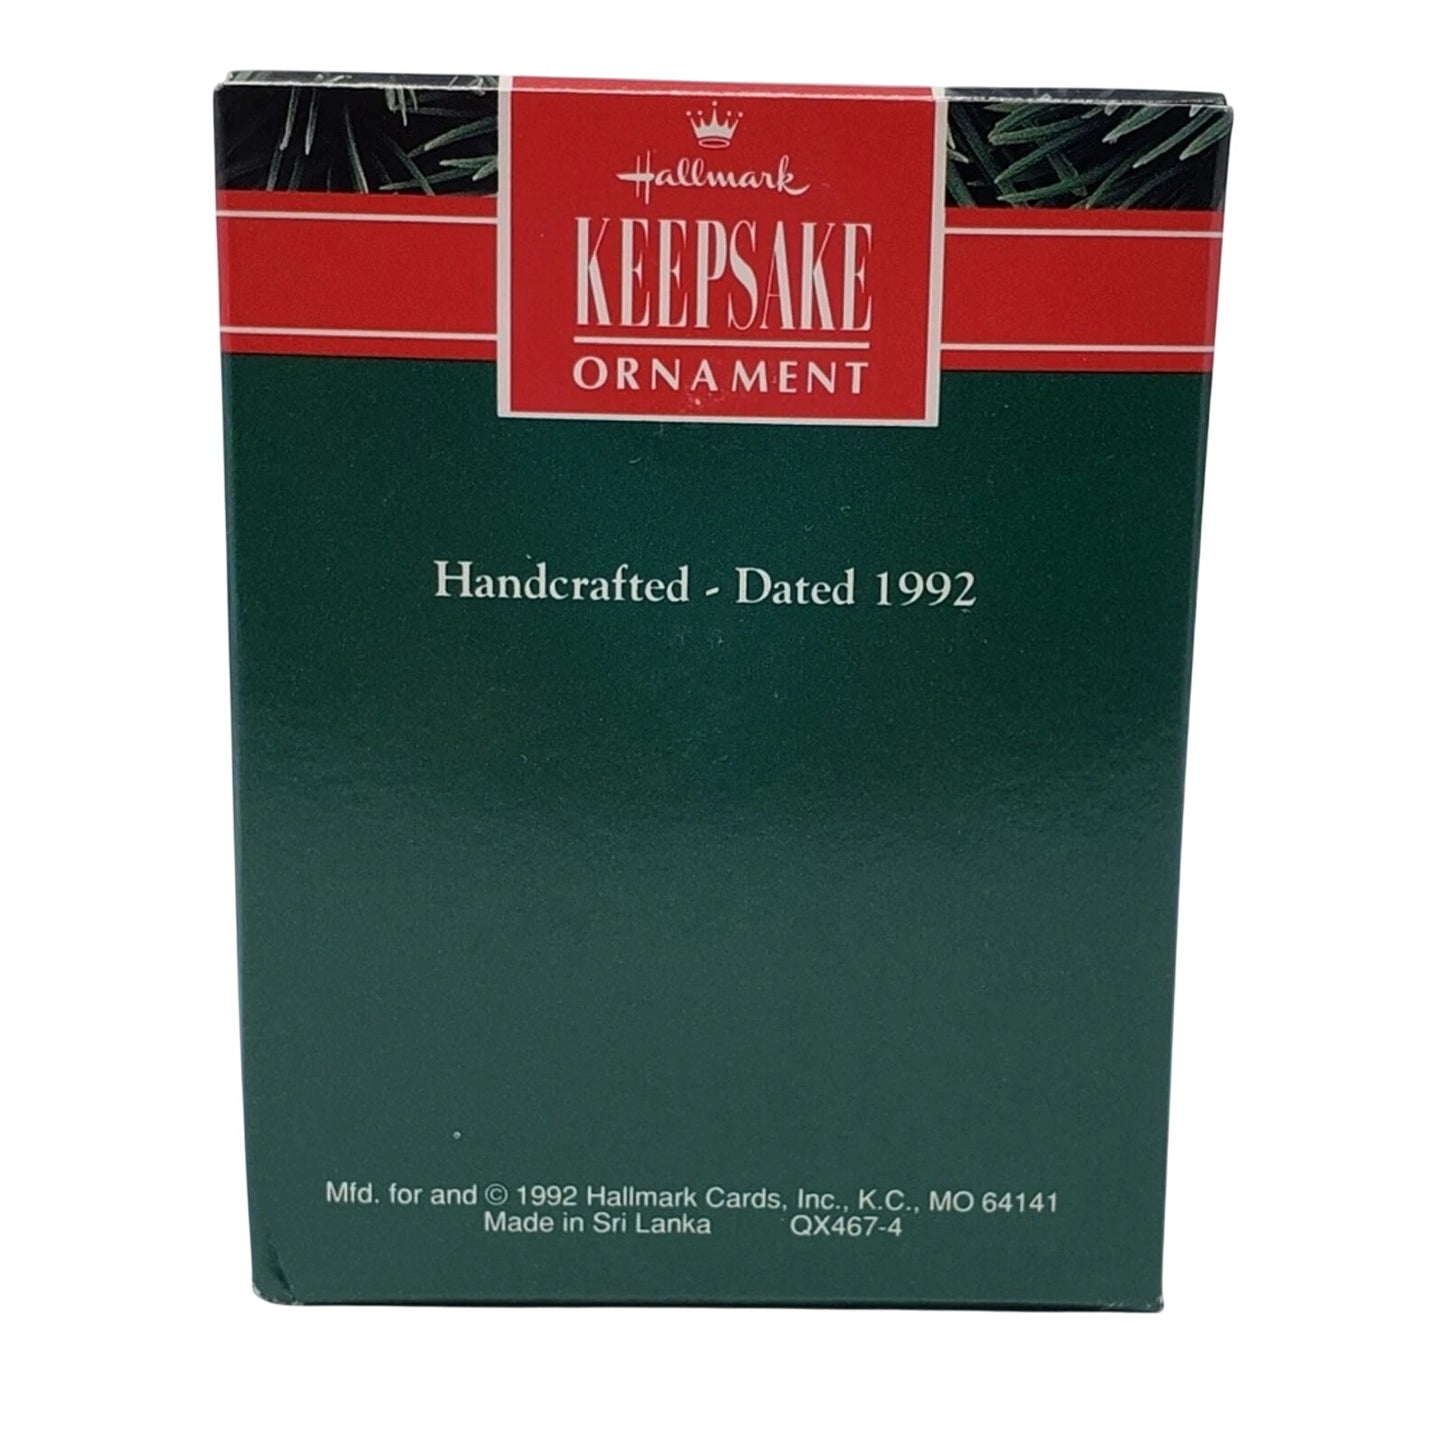 Hallmark
KEEPSAKE
ORNAMENT
Handcrafted - Dated 1992
Mfd. for and © 1992 Hallmark Cards, Inc., K.C., MO 64141
Made in Sri Lanka QX467-4